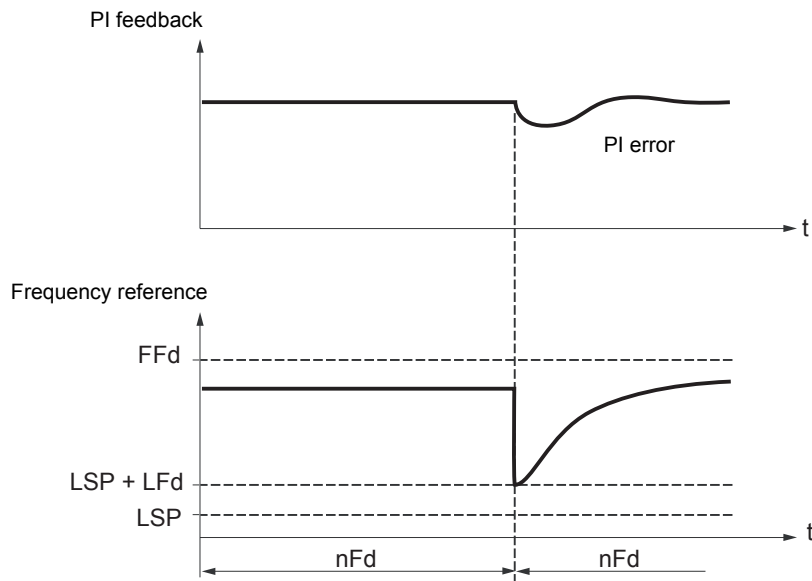 PI feedback
PI error
t
Frequency reference
FFd
LSP + LFd
LSP
t
nFd
nFd